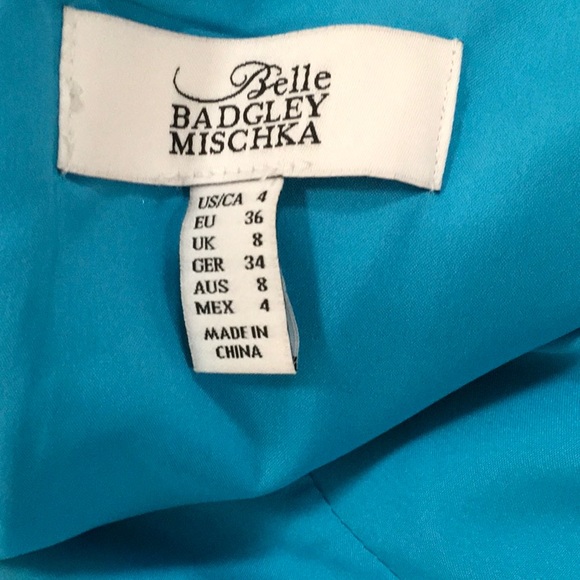 Belle
BADGLEY
MISCHKA
US/CA 4
EU 36
UK 8
GER 34
AUS 8
MEX 4
MADE IN
CHINA